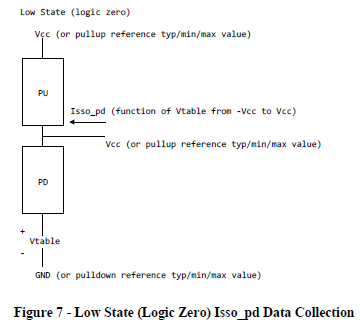 Low State (logic zero)
Vcc (or pullup reference typ/min/max value)
PU
Isso_pd (function of Vtable from -Vcc to Vcc)
Vcc (or pullup reference typ/min/max value)
PD
+
Vtable
-
GND (or pulldown reference typ/min/max value)
Figure 7 - Low State (Logic Zero) Isso_pd Data Collection